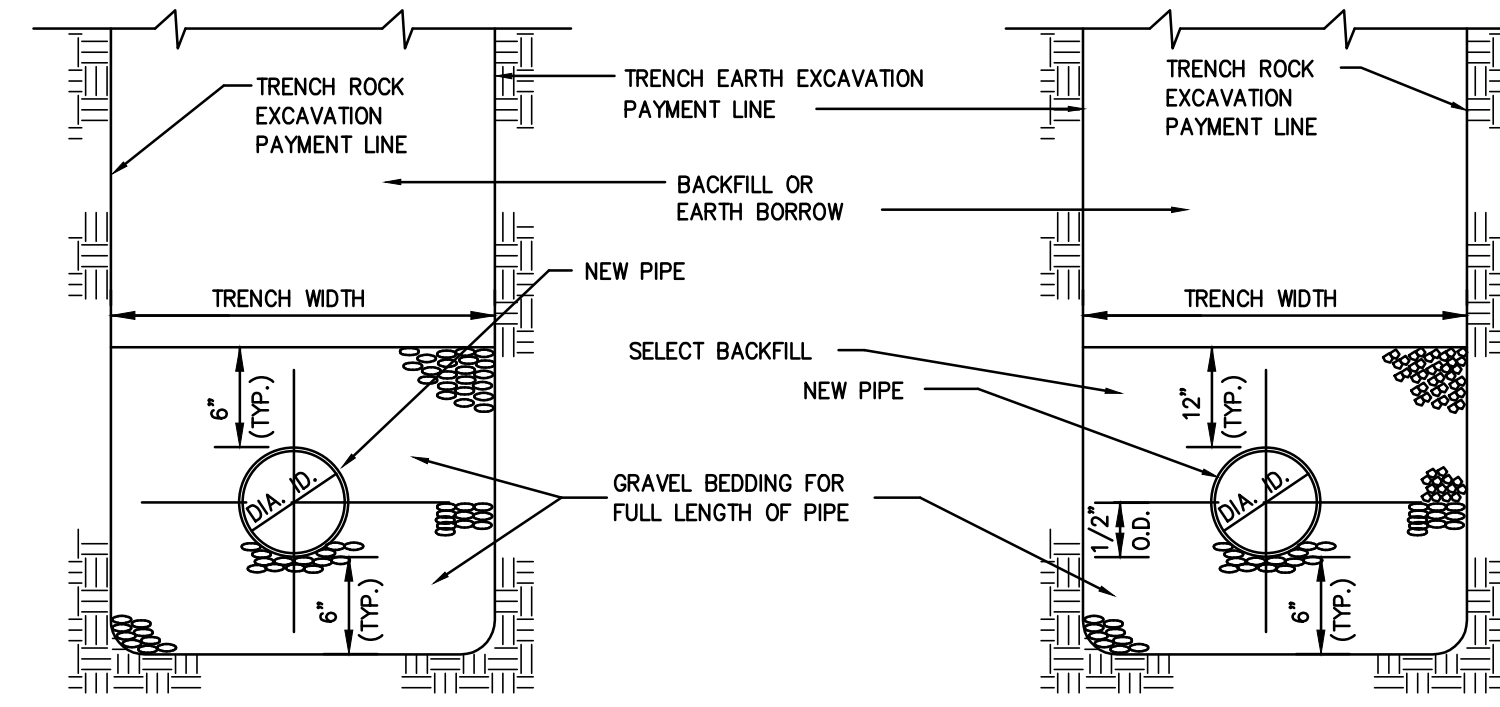 TRENCH ROCK
EXCAVATION
PAYMENT LINE
TRENCH EARTH EXCAVATION
PAYMENT LINE
TRENCH ROCK
EXCAVATION
PAYMENT LINE
BACKFILL OR
EARTH BORROW
NEW PIPE
TRENCH WIDTH
TRENCH WIDTH
SELECT BACKFILL
NEW PIPE
6"
(TYP.)
12"
(TYP.)
DIA. ID.
DIA. ID.
GRAVEL BEDDING FOR
FULL LENGTH OF PIPE
1/2"
O.D.
6"
(TYP.)
6"
(TYP.)